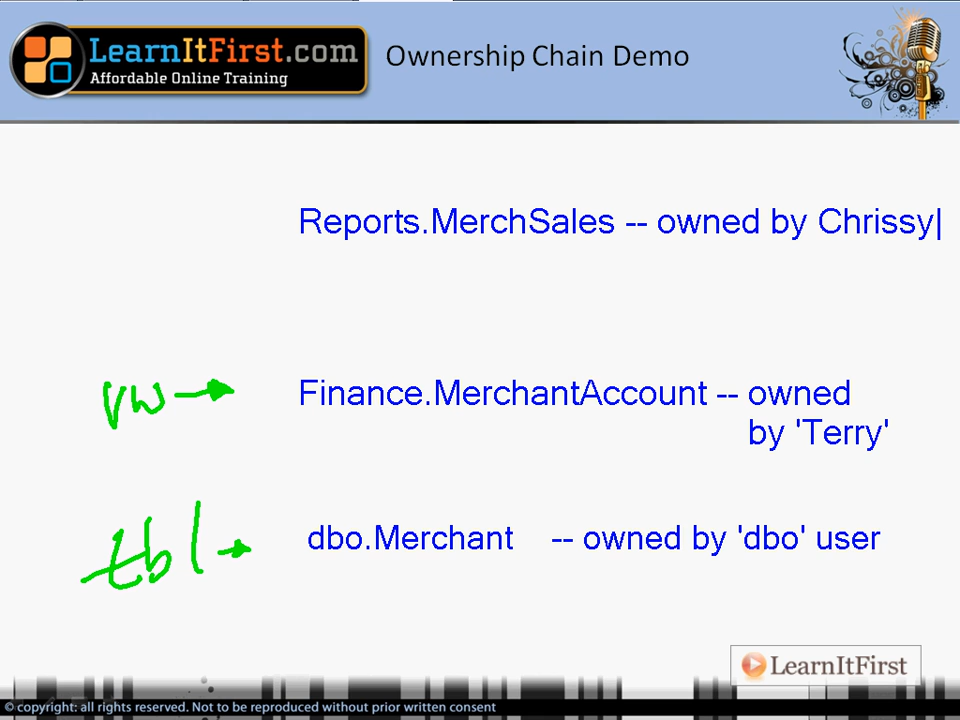 LearnItFirst.com
Affordable Online Training
Ownership Chain Demo
Reports.MerchSales -- owned by Chrissy|
vw
Finance.MerchantAccount -- owned
by 'Terry'
tbl
dbo.Merchant -- owned by 'dbo' user
LearnItFirst
© copyright: all rights reserved. Not to be reproduced without prior written consent